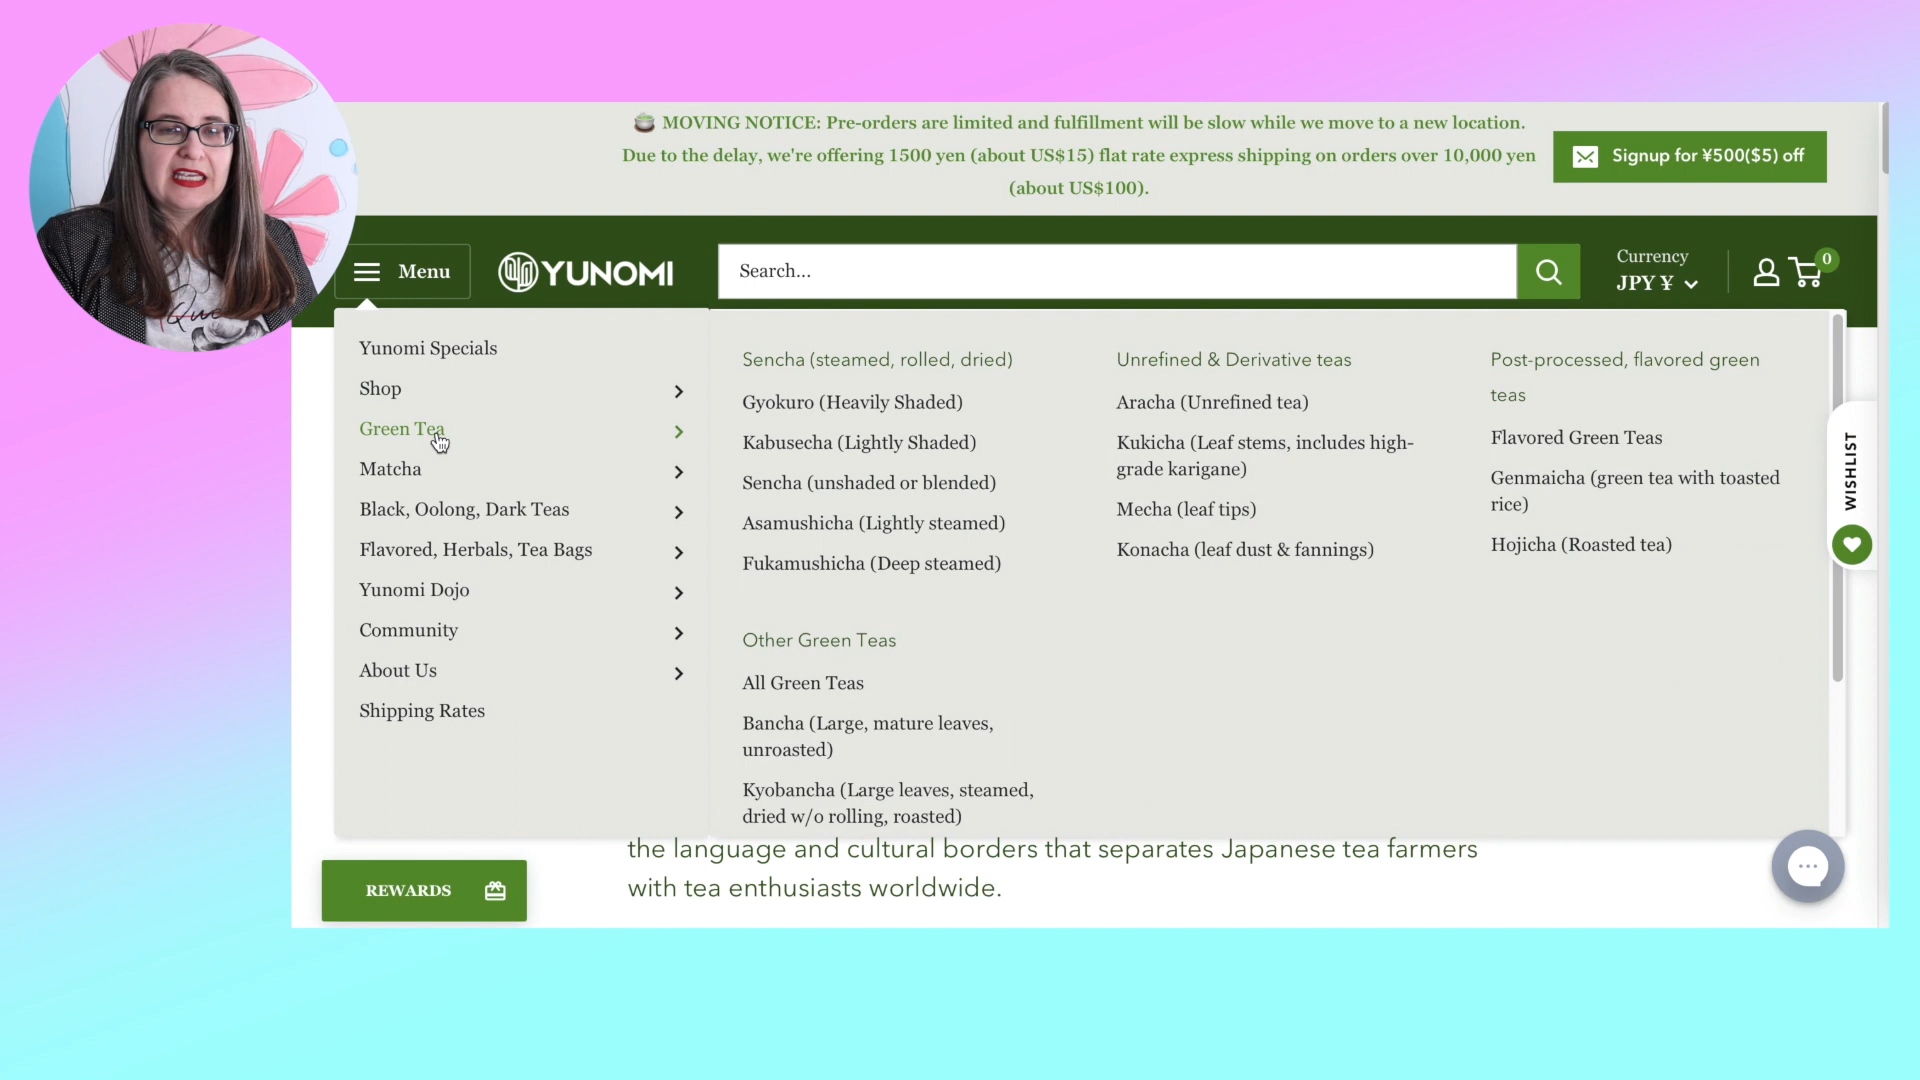 MOVING NOTICE: Pre-orders are limited and fulfillment will be slow while we move to a new location.
Due to the delay, we're offering 1500 yen (about US$15) flat rate express shipping on orders over 10,000 yen
(about US$100).
Signup for ¥500($5) off
Menu
YUNOMI
Search...
Currency
JPY ¥
0
Yunomi Specials
Shop
Green Tea
Matcha
Black, Oolong, Dark Teas
Flavored, Herbals, Tea Bags
Yunomi Dojo
Community
About Us
Shipping Rates
Sencha (steamed, rolled, dried)
Gyokuro (Heavily Shaded)
Kabusecha (Lightly Shaded)
Sencha (unshaded or blended)
Asamushicha (Lightly steamed)
Fukamushicha (Deep steamed)
Unrefined & Derivative teas
Aracha (Unrefined tea)
Kukicha (Leaf stems, includes high-
grade karigane)
Mecha (leaf tips)
Konacha (leaf dust & fannings)
Post-processed, flavored green
teas
Flavored Green Teas
Genmaicha (green tea with toasted
rice)
Hojicha (Roasted tea)
Other Green Teas
All Green Teas
Bancha (Large, mature leaves,
unroasted)
Kyobancha (Large leaves, steamed,
dried w/o rolling, roasted)
WISHLIST
the language and cultural borders that separates Japanese tea farmers
with tea enthusiasts worldwide.
REWARDS